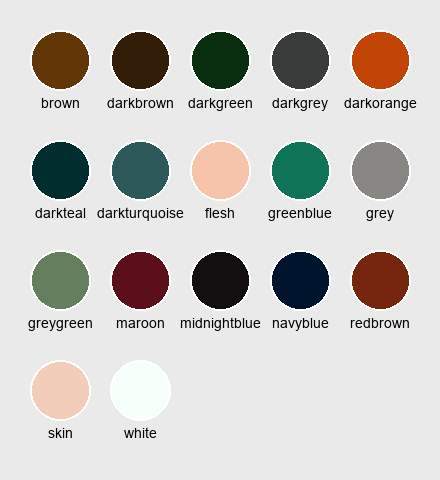 brown darkbrown darkgreen darkgrey darkorange
darkteal darkturquoise flesh greenblue grey
greygreen maroon midnightblue navyblue redbrown
skin white